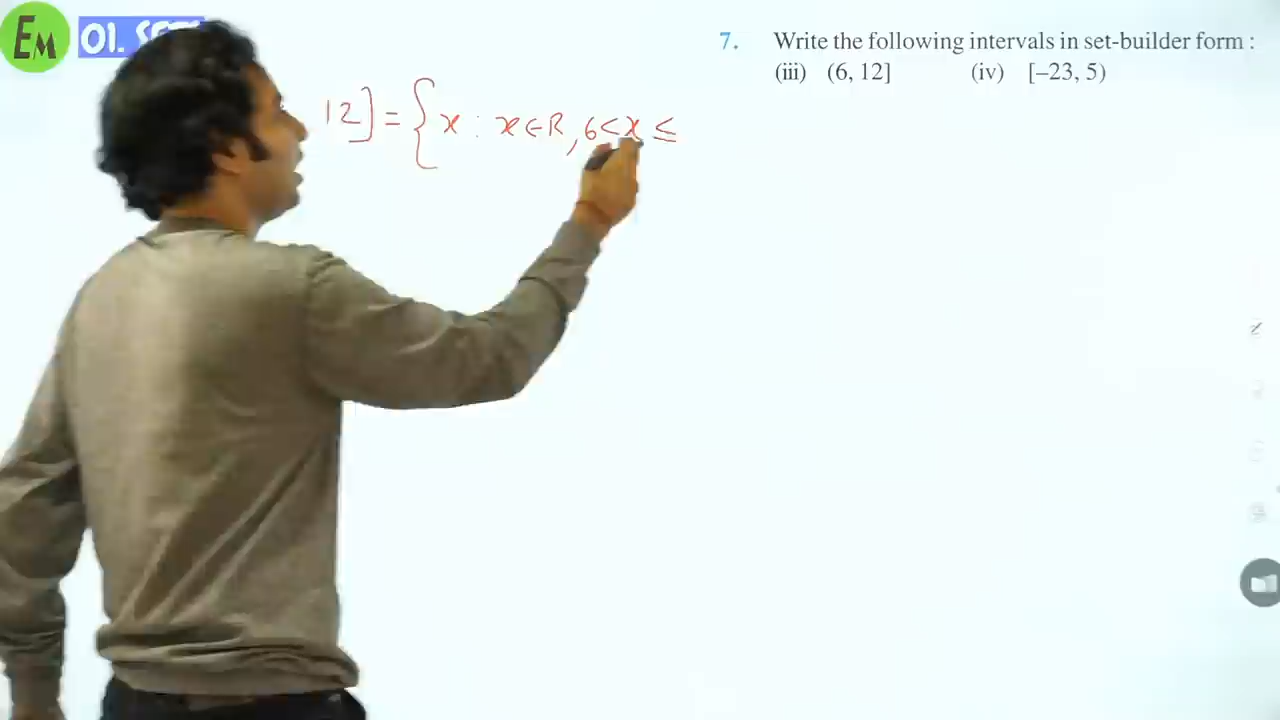 EM 01. SETS
7. Write the following intervals in set-builder form :
(iii) (6, 12] (iv) [–23, 5)
12] = { x : x ∈ R, 6 < x ≤